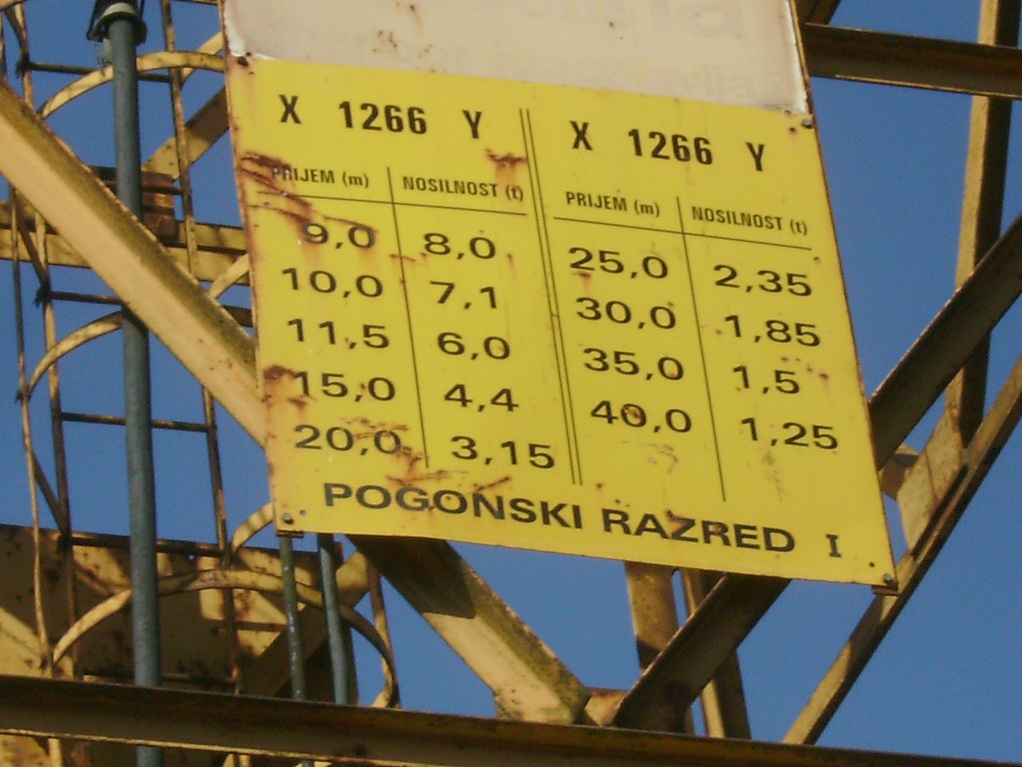 X 1266 Y
PRIJEM (m) NOSILNOST (t)
9,0 8,0
10,0 7,1
11,5 6,0
15,0 4,4
20,0 3,15
X 1266 Y
PRIJEM (m) NOSILNOST (t)
25,0 2,35
30,0 1,85
35,0 1,5
40,0 1,25
POGONSKI RAZRED I